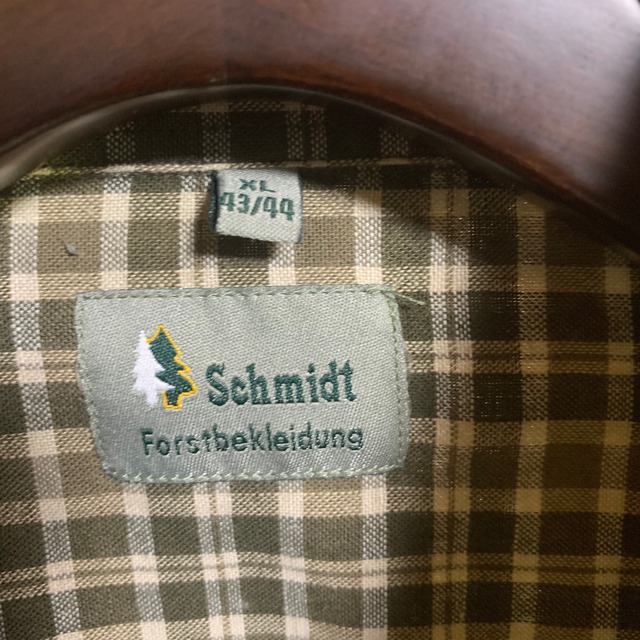 XL
43/44
Schmidt
Forstbekleidung